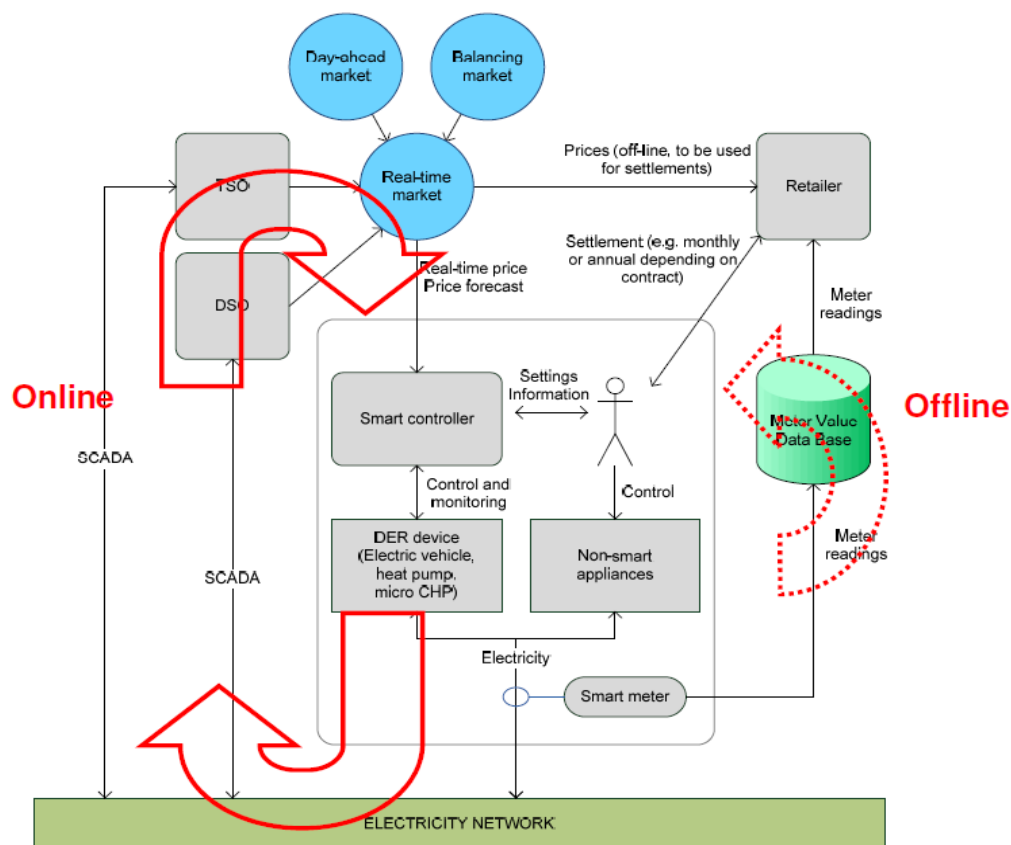 Day-ahead
market
Balancing
market
TSO
Real-time
market
Prices (off-line, to be used
for settlements)
Retailer
Settlement (e.g. monthly
or annual depending on
contract)
DSO
Real-time price
Price forecast
Meter
readings
Online
Offline
Smart controller
Settings
Information
Meter Value
Data Base
SCADA
Control and
monitoring
Control
Meter
readings
SCADA
DER device
(Electric vehicle,
heat pump,
micro CHP)
Non-smart
appliances
Electricity
Smart meter
ELECTRICITY NETWORK